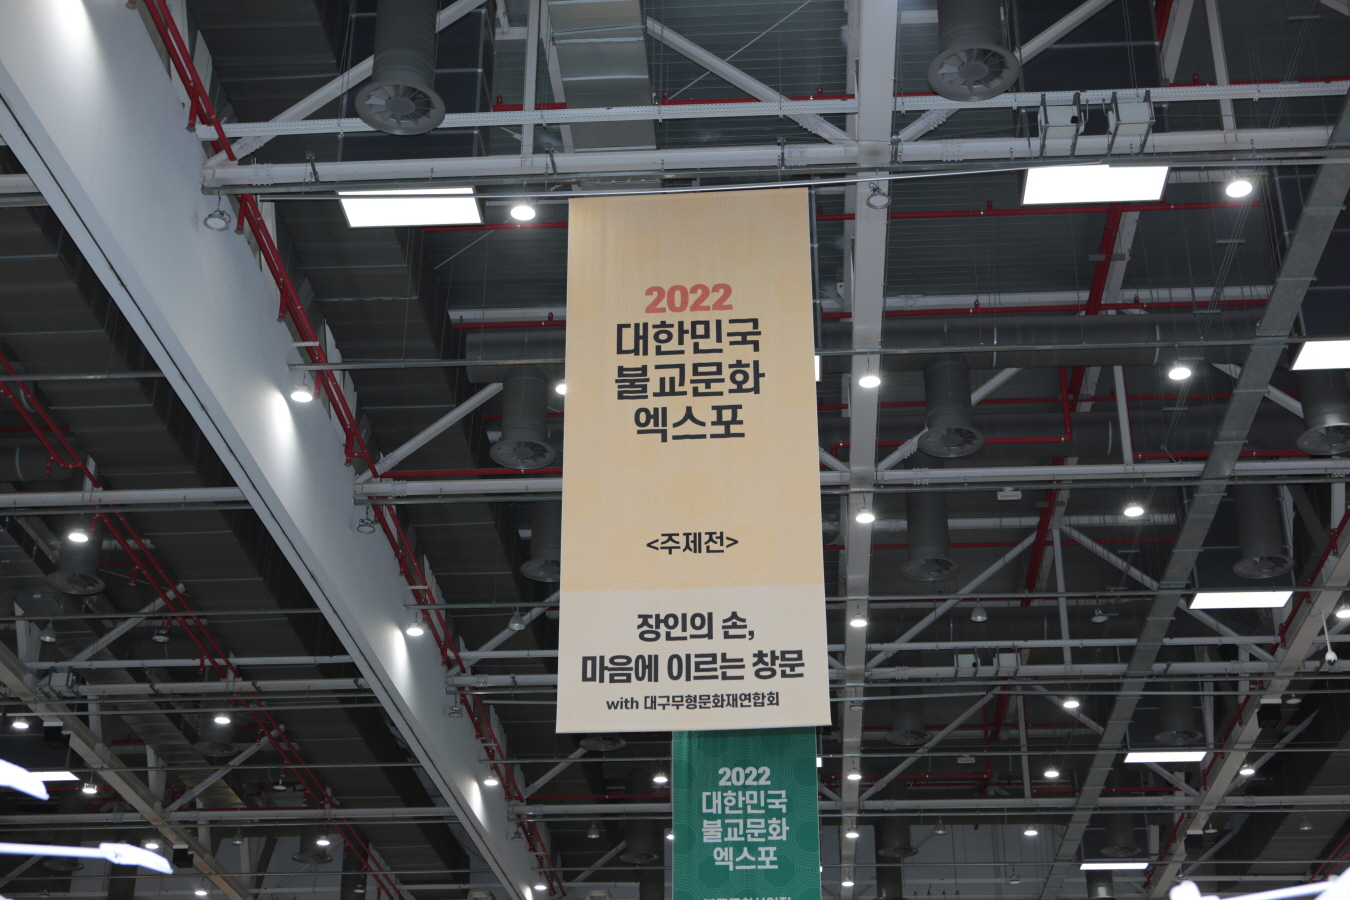 2022
대한민국
불교문화
엑스포
<주제전>
장인의 손,
마음에 이르는 창문
with 대구무형문화재연합회
2022
대한민국
불교문화
엑스포